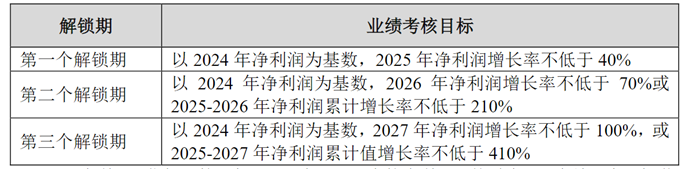 解锁期 业绩考核目标
第一个解锁期 以 2024 年净利润为基数，2025 年净利润增长率不低于 40%
第二个解锁期 以 2024 年净利润为基数，2026 年净利润增长率不低于 70%或
2025-2026 年净利润累计增长率不低于 210%
第三个解锁期 以 2024 年净利润为基数，2027 年净利润增长率不低于 100%，或
2025-2027 年净利润累计值增长率不低于 410%